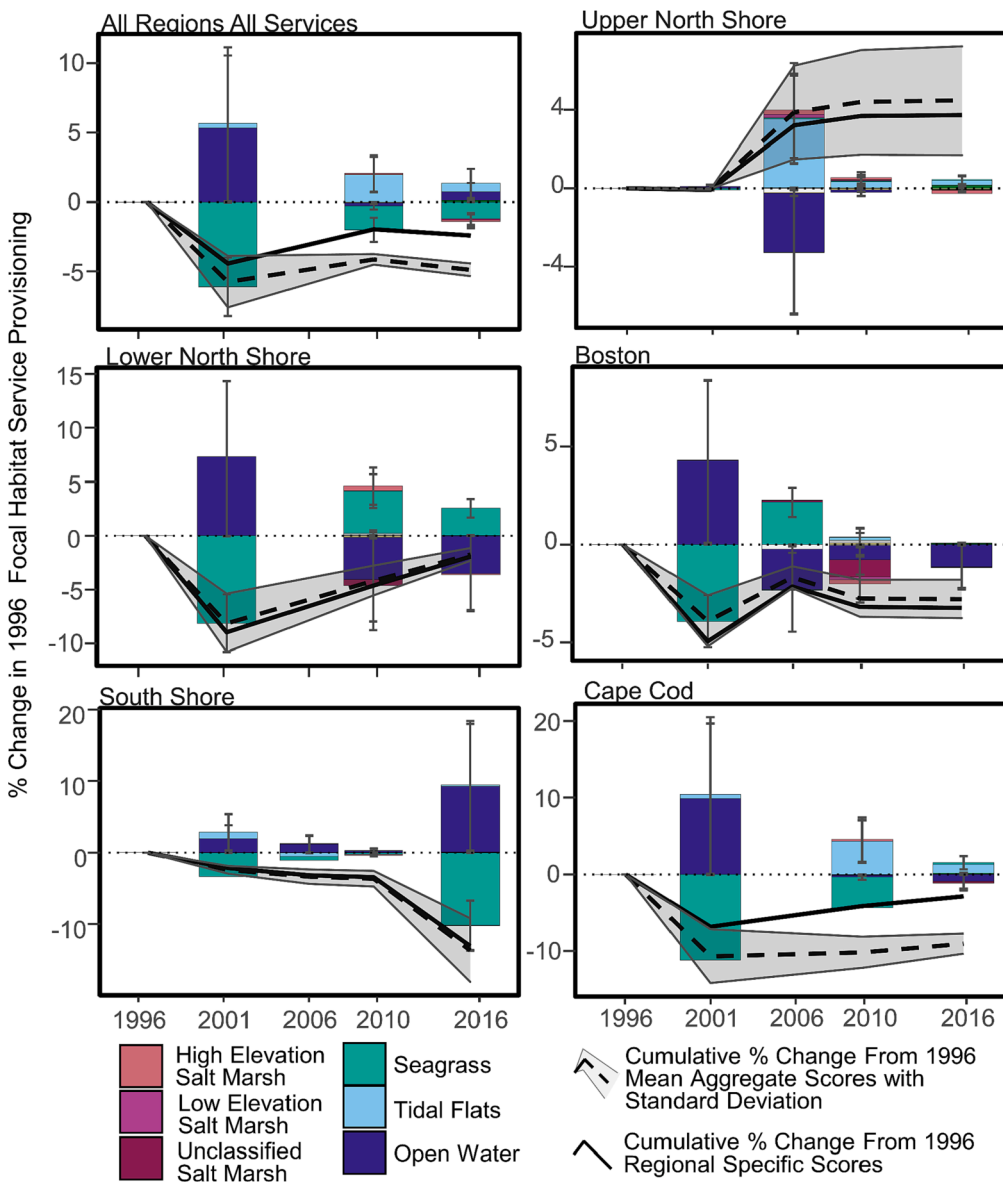 All Regions All Services
Upper North Shore
10
5
0
-5
4
0
-4
Lower North Shore
Boston
15
10
5
0
-5
-10
5
0
-5
South Shore
Cape Cod
20
10
0
-10
20
10
0
-10
% Change in 1996 Focal Habitat Service Provisioning
1996 2001 2006 2010 2016
1996 2001 2006 2010 2016
High Elevation
Salt Marsh
Low Elevation
Salt Marsh
Unclassified
Salt Marsh
Seagrass
Tidal Flats
Open Water
Cumulative % Change From 1996
Mean Aggregate Scores with
Standard Deviation
Cumulative % Change From 1996
Regional Specific Scores